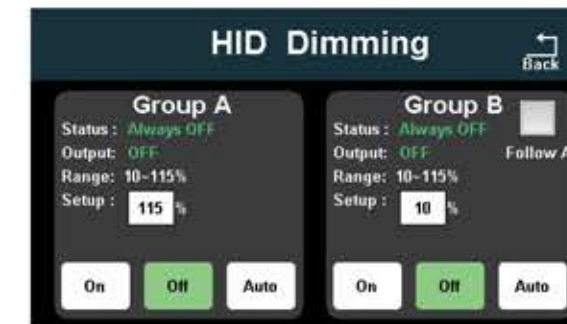 HID Dimming
Back
Group A
Status : Always OFF
Output: OFF
Range: 10~115%
Setup : 115 %
On Off Auto
Group B
Status : Always OFF
Output: OFF
Follow A
Range: 10~115%
Setup : 10 %
On Off Auto